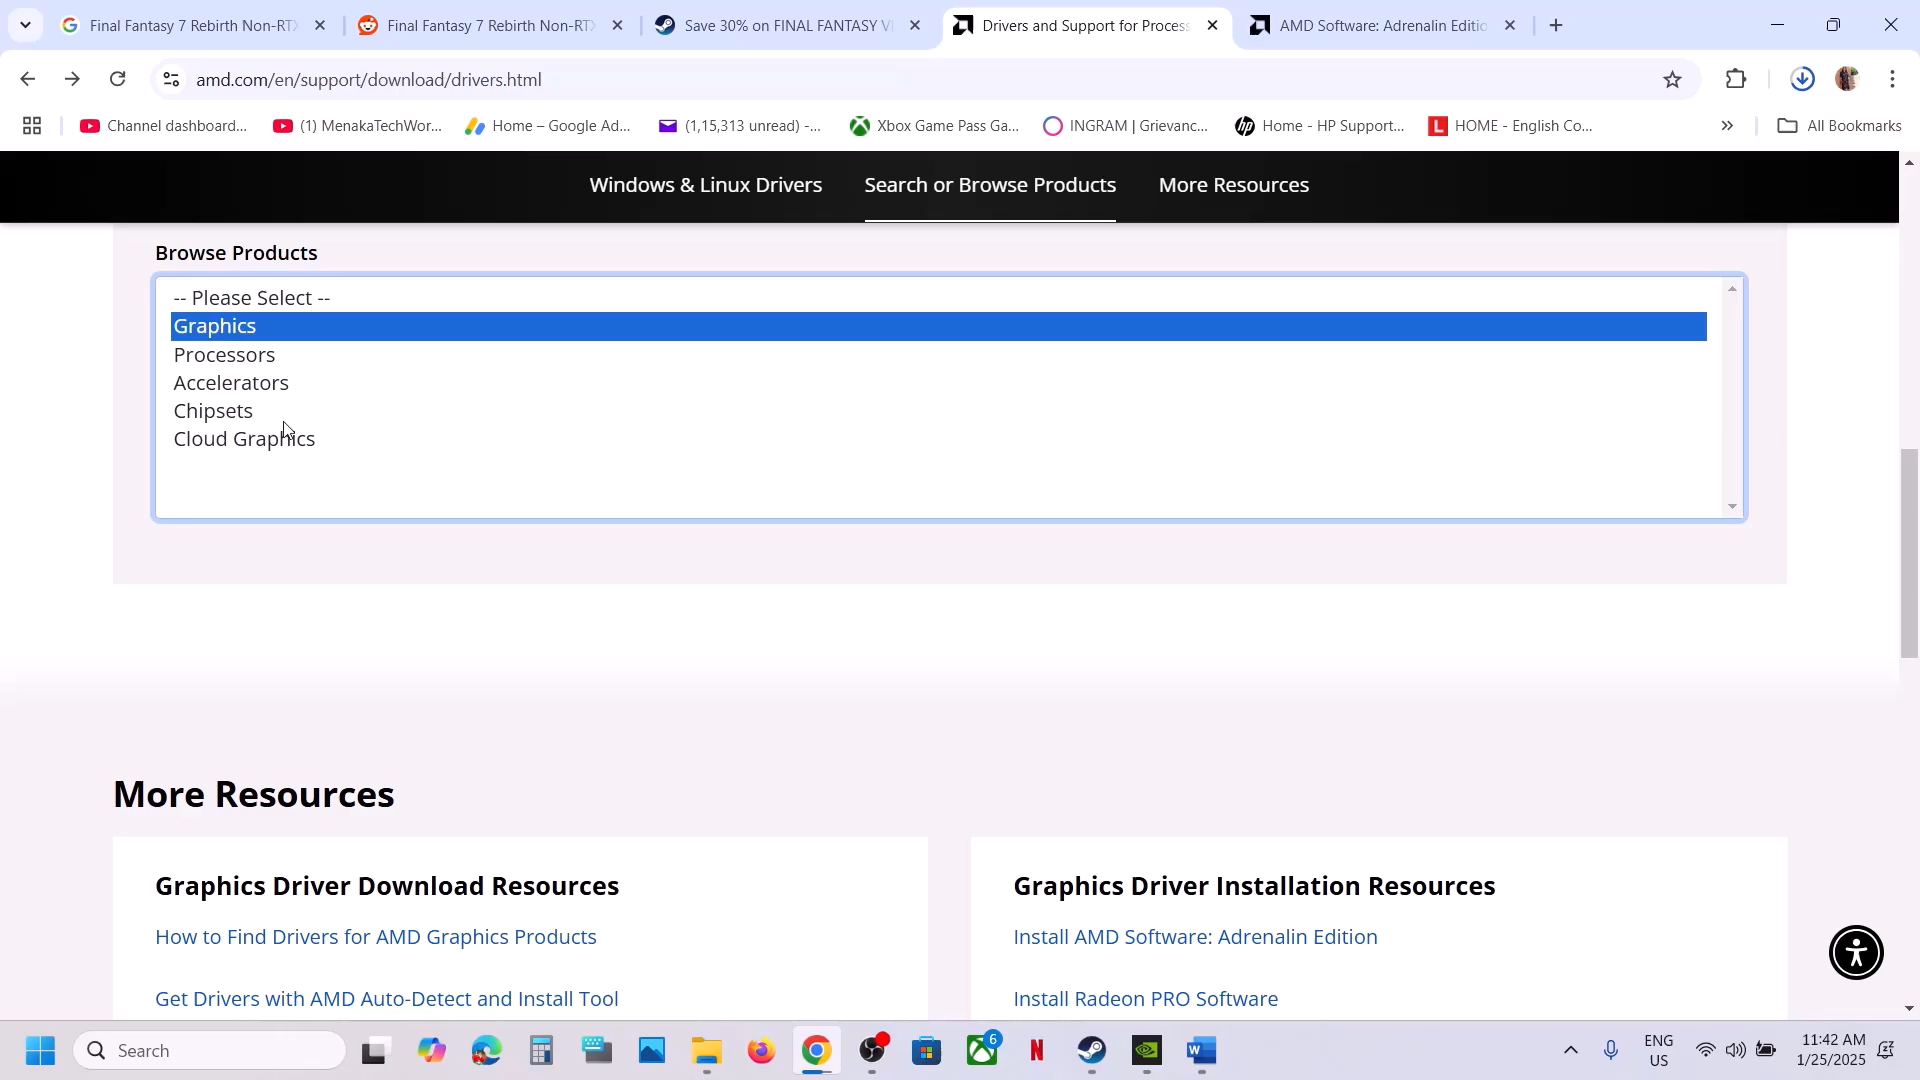 Final Fantasy 7 Rebirth Non-RTX
Final Fantasy 7 Rebirth Non-RTX
Save 30% on FINAL FANTASY VI
Drivers and Support for Process
AMD Software: Adrenalin Editio
amd.com/en/support/download/drivers.html
Channel dashboard...
(1) MenakaTechWor...
Home – Google Ad...
(1,15,313 unread) -...
Xbox Game Pass Ga...
INGRAM | Grievanc...
Home - HP Support...
HOME - English Co...
All Bookmarks
Windows & Linux Drivers
Search or Browse Products
More Resources
Browse Products
-- Please Select --
Graphics
Processors
Accelerators
Chipsets
Cloud Graphics
More Resources
Graphics Driver Download Resources
Graphics Driver Installation Resources
How to Find Drivers for AMD Graphics Products
Install AMD Software: Adrenalin Edition
Get Drivers with AMD Auto-Detect and Install Tool
Install Radeon PRO Software
Search
6
ENG
US
11:42 AM
1/25/2025